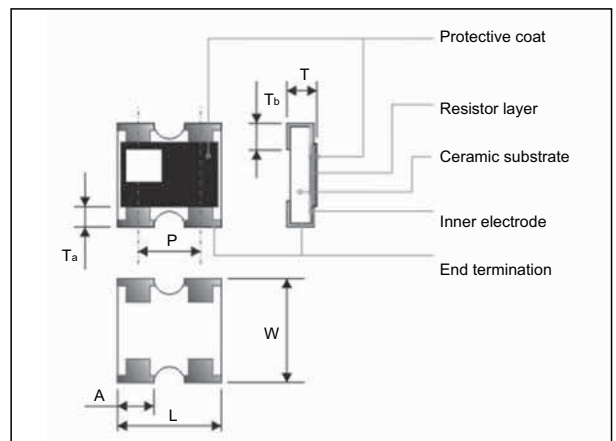 Protective coat
T
Tb
Resistor layer
Ceramic substrate
Inner electrode
P
Ta
End termination
W
A
L